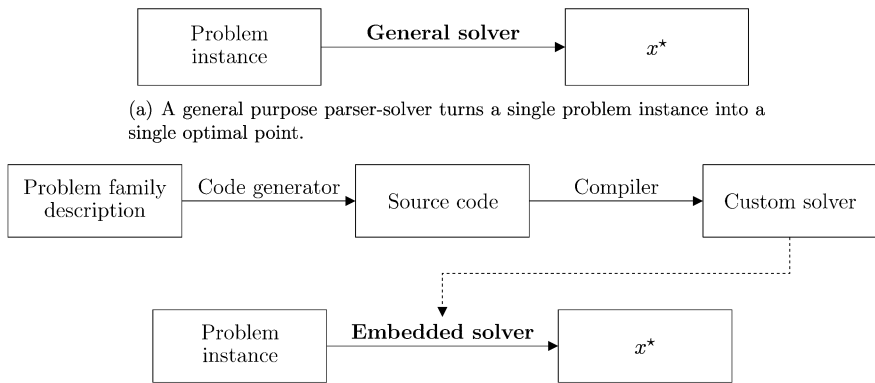 Problem
instance
General solver
x⋆
(a) A general purpose parser-solver turns a single problem instance into a
single optimal point.
Problem family
description
Code generator
Source code
Compiler
Custom solver
Problem
instance
Embedded solver
x⋆